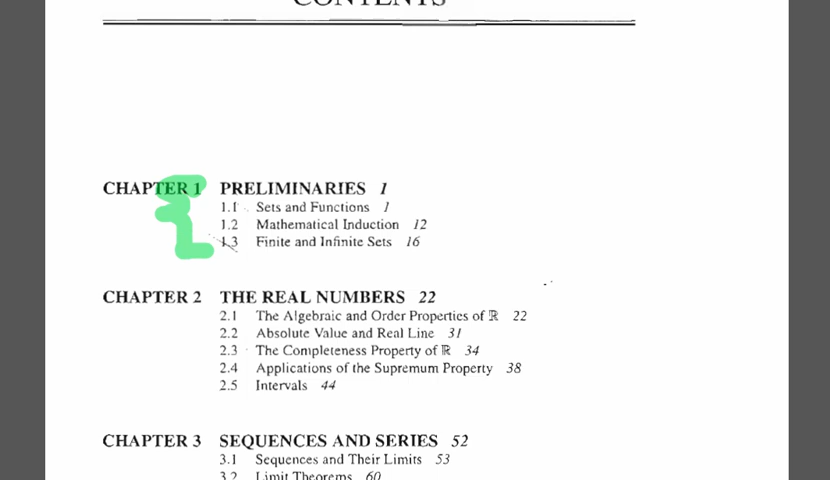 CONTENTS
CHAPTER 1 PRELIMINARIES 1
1.1 Sets and Functions 1
1.2 Mathematical Induction 12
1.3 Finite and Infinite Sets 16
CHAPTER 2 THE REAL NUMBERS 22
2.1 The Algebraic and Order Properties of ℝ 22
2.2 Absolute Value and Real Line 31
2.3 The Completeness Property of ℝ 34
2.4 Applications of the Supremum Property 38
2.5 Intervals 44
CHAPTER 3 SEQUENCES AND SERIES 52
3.1 Sequences and Their Limits 53
3.2 Limit Theorems 60